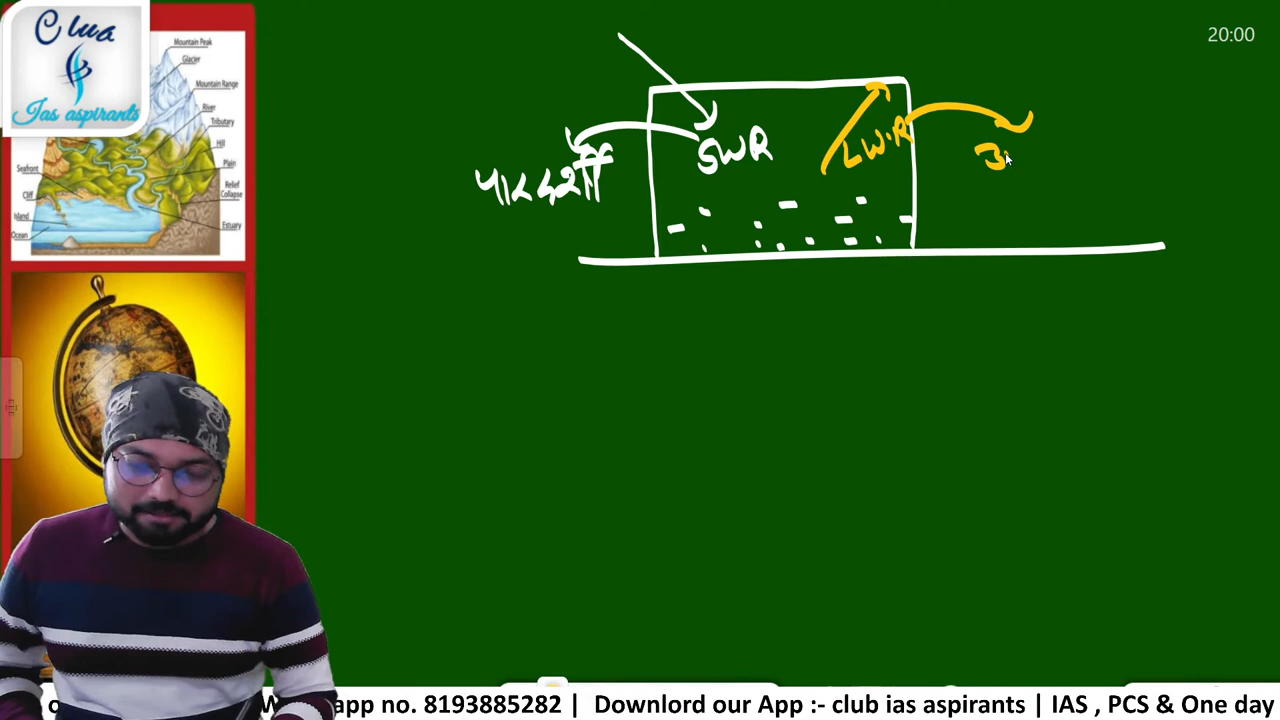 Clua
Ias aspirants
Mountain Peak
Glacier
Mountain Range
River
Tributary
Hill
Plain
Seafront
Relief
Collapse
Cliff
Island
Estuary
Ocean
20:00
SWR
LW.R
app no. 8193885282 | Downlord our App :- club ias aspirants | IAS , PCS & One day